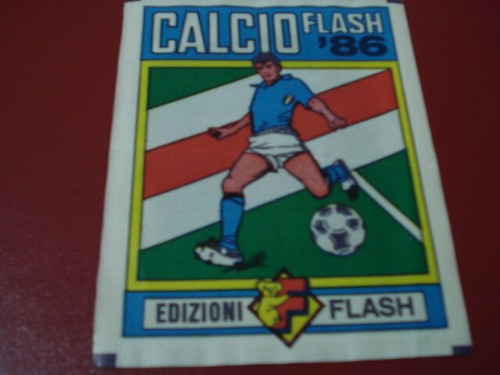 CALCIO FLASH
'86
EDIZIONI F FLASH